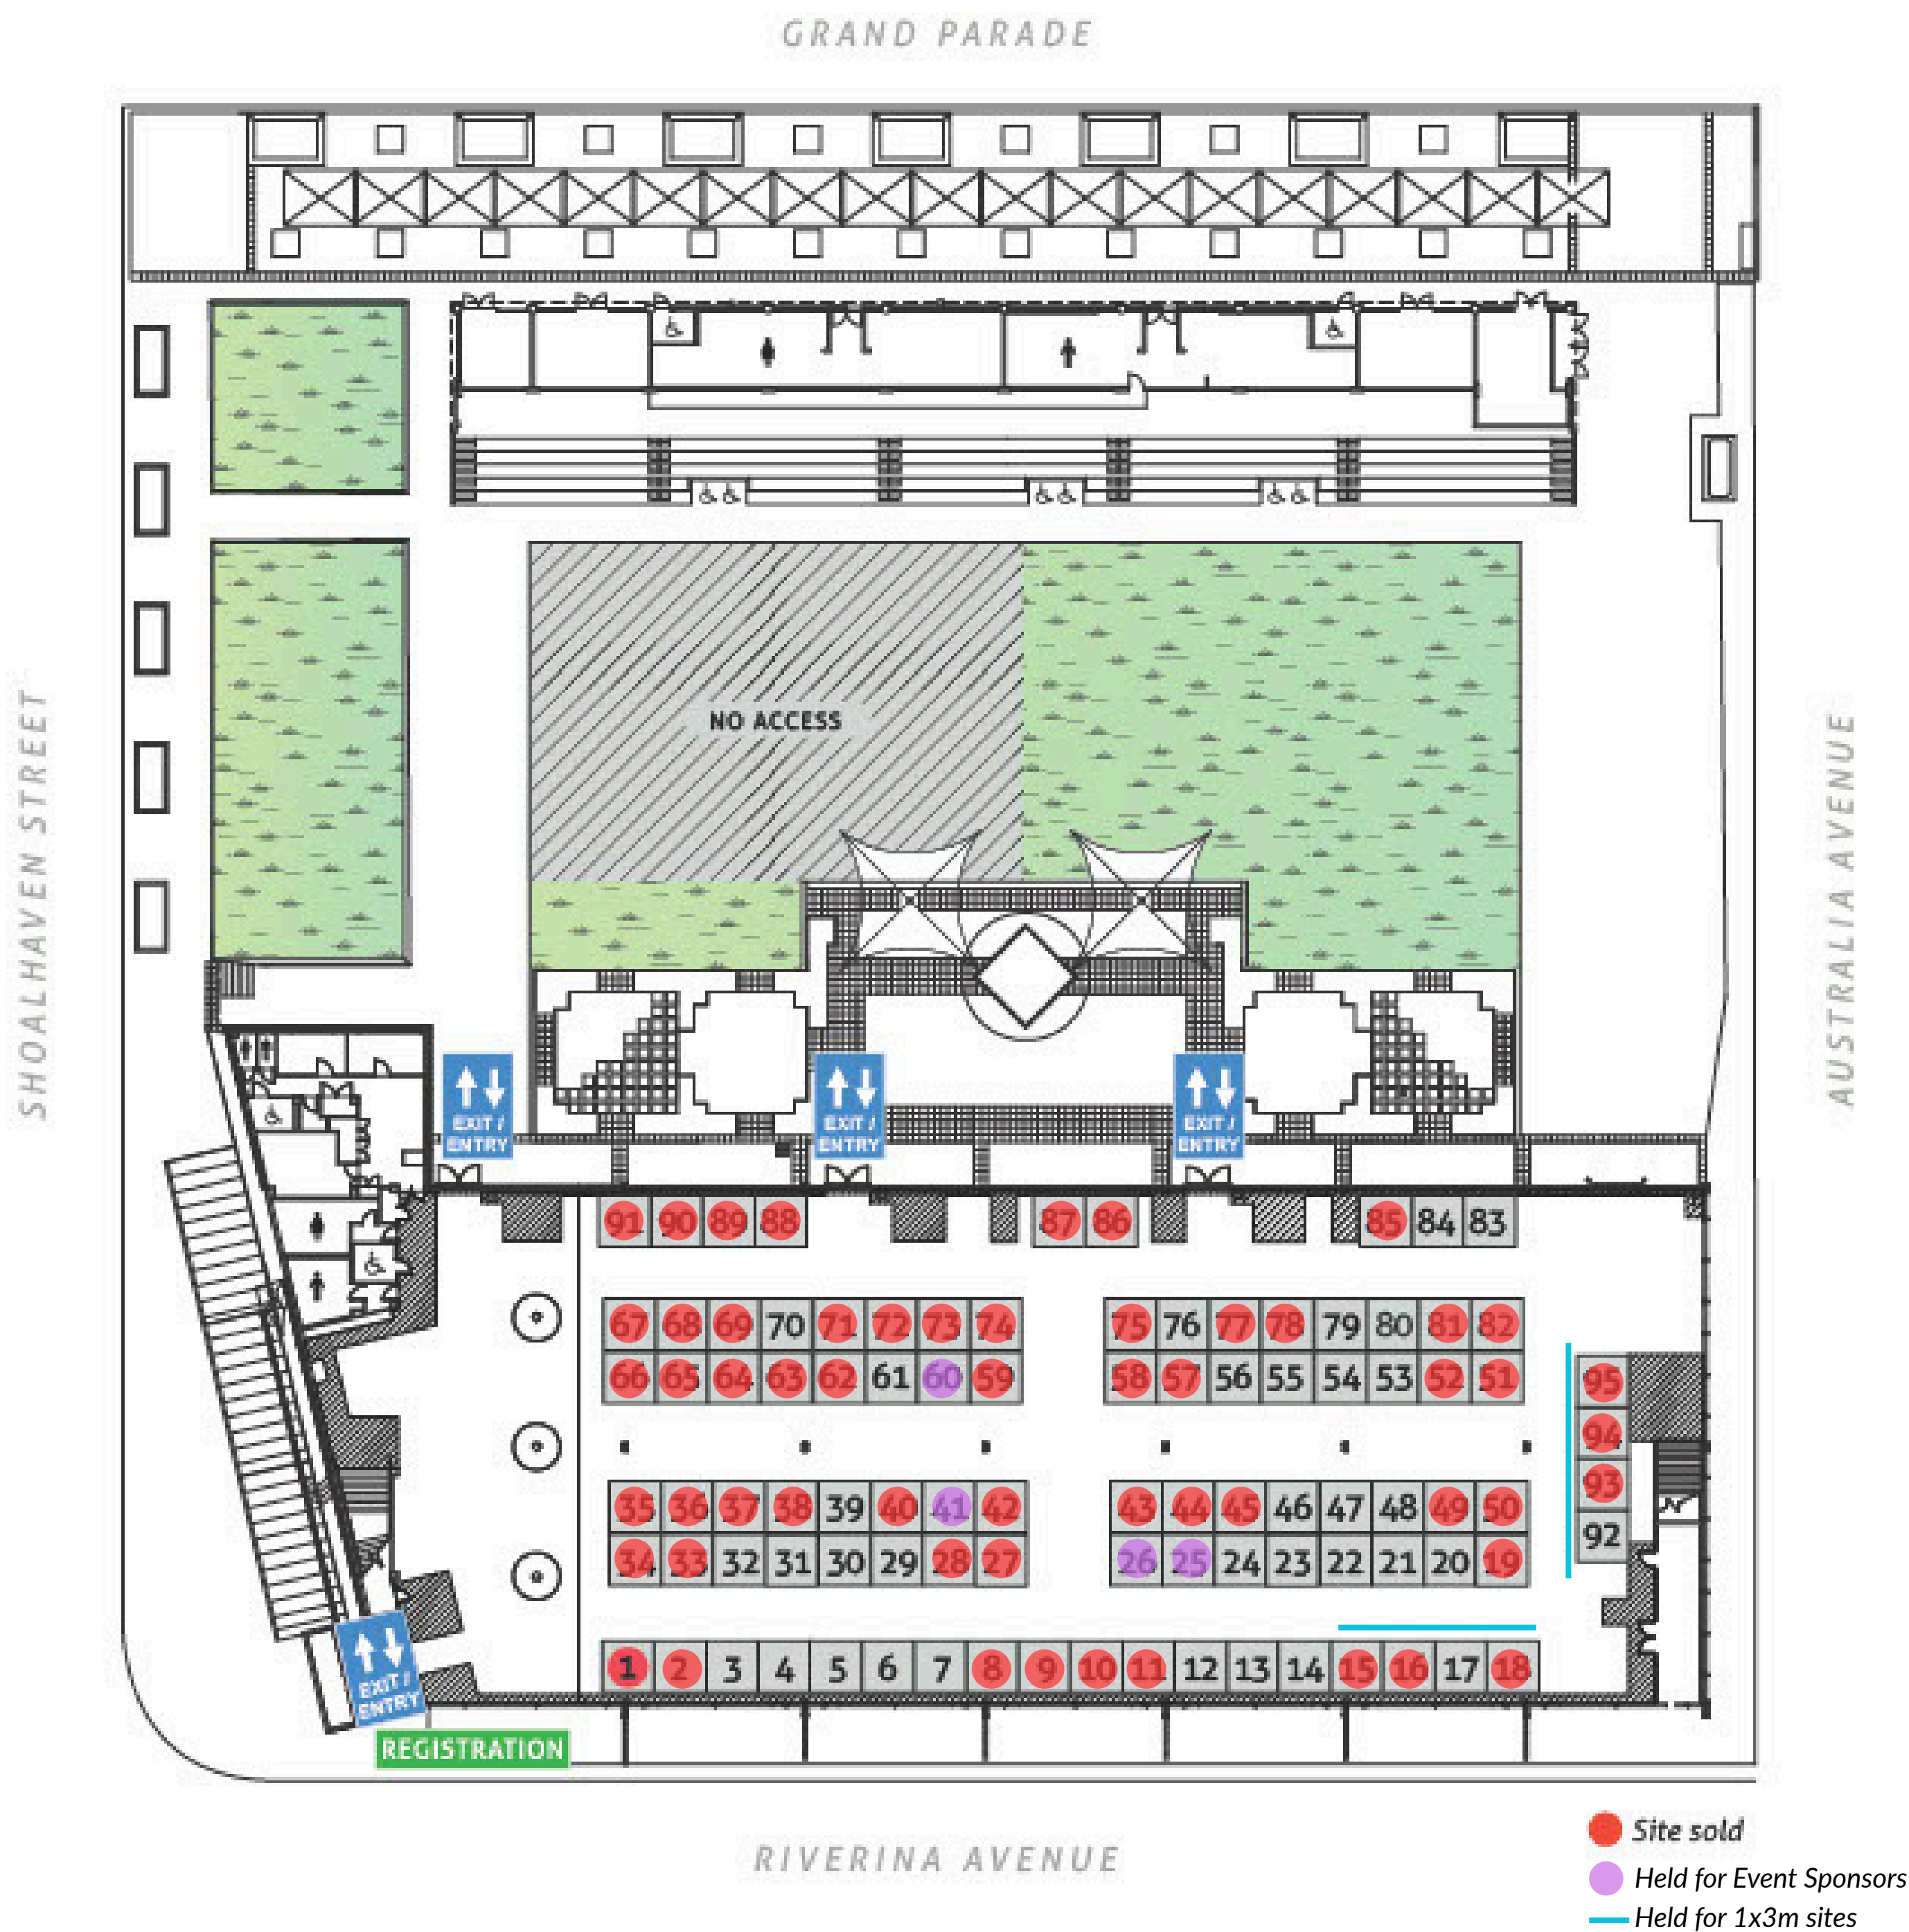 GRAND PARADE
SHOALHAVEN STREET
AUSTRALIA AVENUE
NO ACCESS
EXIT /
ENTRY
EXIT /
ENTRY
EXIT /
ENTRY
91 90 89 88 87 86 85 84 83
67 68 69 70 71 72 73 74 75 76 77 78 79 80 81 82
66 65 64 63 62 61 60 59 58 57 56 55 54 53 52 51
95
94
93
92
35 36 37 38 39 40 41 42 43 44 45 46 47 48 49 50
34 33 32 31 30 29 28 27 26 25 24 23 22 21 20 19
1 2 3 4 5 6 7 8 9 10 11 12 13 14 15 16 17 18
EXIT /
ENTRY
REGISTRATION
RIVERINA AVENUE
Site sold
Held for Event Sponsors
Held for 1x3m sites